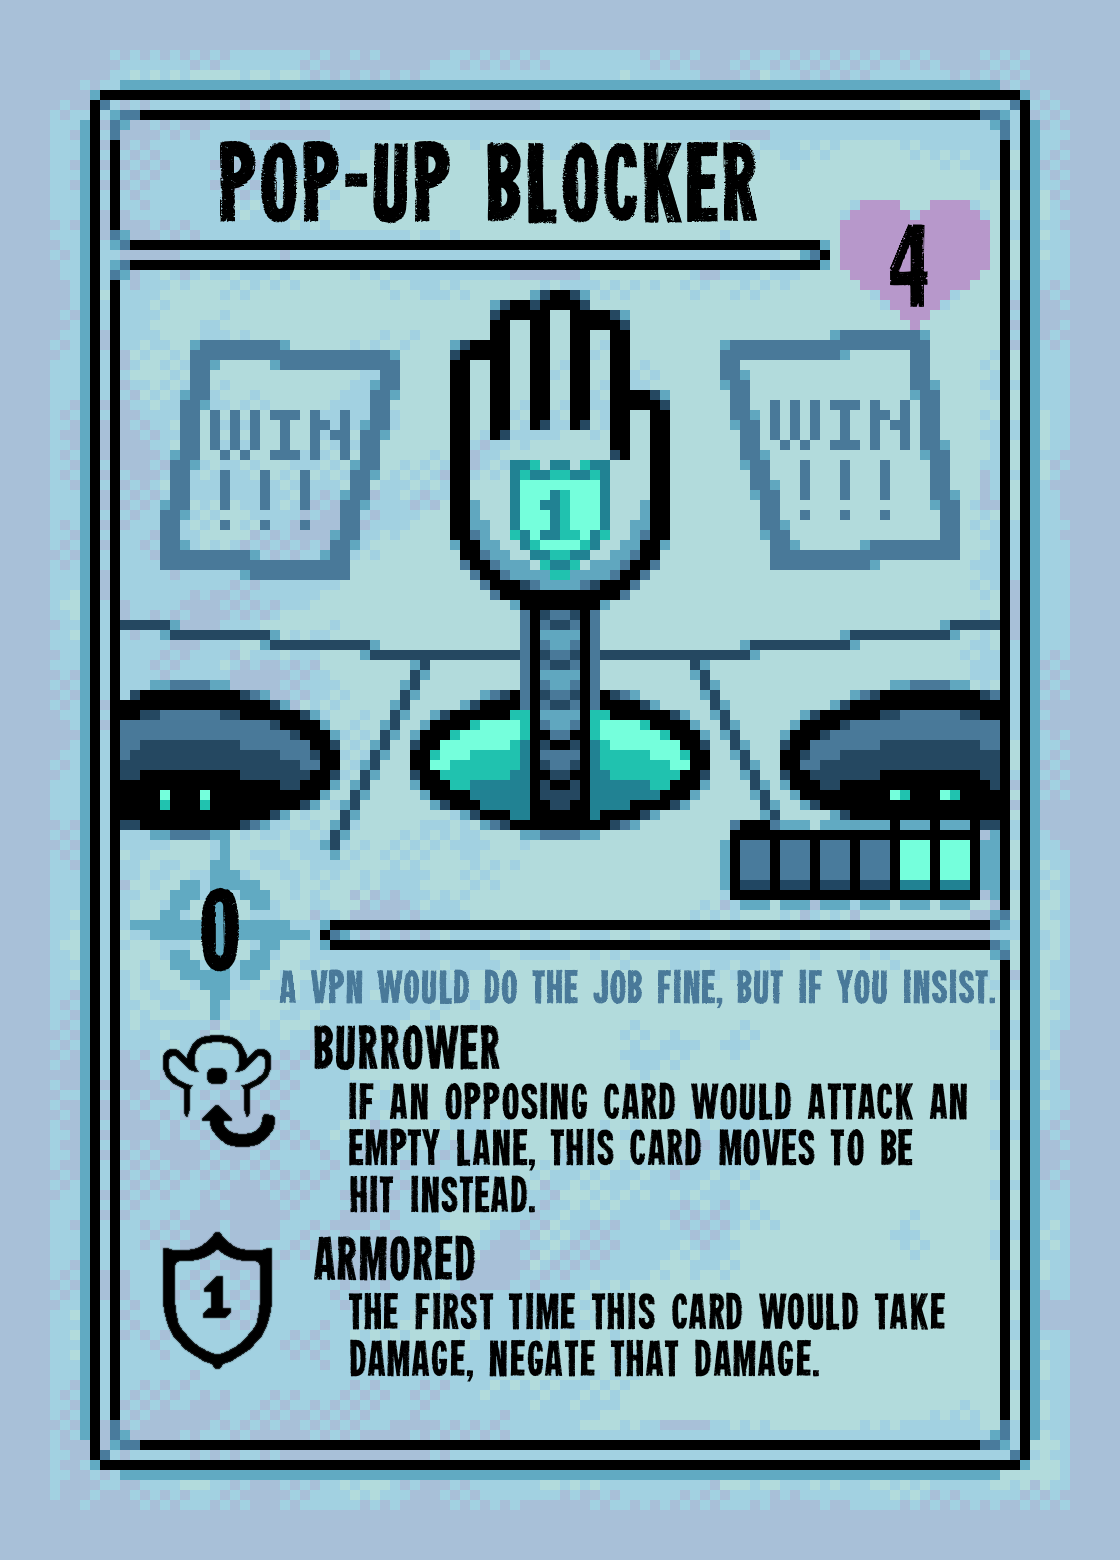 POP-UP BLOCKER
4
WIN
!!!
WIN
!!!
1
0
A VPN WOULD DO THE JOB FINE, BUT IF YOU INSIST.
BURROWER
IF AN OPPOSING CARD WOULD ATTACK AN
EMPTY LANE, THIS CARD MOVES TO BE
HIT INSTEAD.
1
ARMORED
THE FIRST TIME THIS CARD WOULD TAKE
DAMAGE, NEGATE THAT DAMAGE.